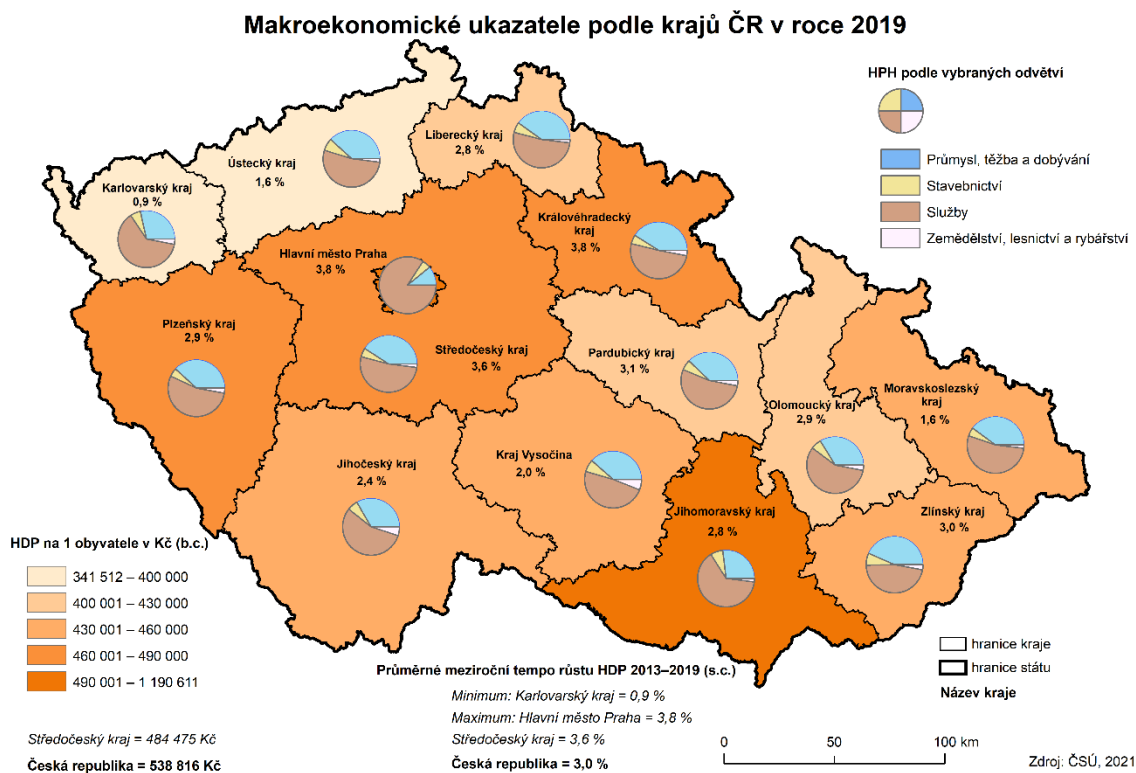 Makroekonomické ukazatele podle krajů ČR v roce 2019
HPH podle vybraných odvětví
Průmysl, těžba a dobývání
Stavebnictví
Služby
Zemědělství, lesnictví a rybářství
Liberecký kraj
2,8 %
Ústecký kraj
1,6 %
Karlovarský kraj
0,9 %
Královéhradecký
kraj
3,8 %
Hlavní město Praha
3,8 %
Plzeňský kraj
2,9 %
Středočeský kraj
3,6 %
Pardubický kraj
3,1 %
Moravskoslezský
kraj
1,6 %
Olomoucký kraj
2,9 %
Jihočeský kraj
2,4 %
Kraj Vysočina
2,0 %
Jihomoravský kraj
2,8 %
Zlínský kraj
3,0 %
HDP na 1 obyvatele v Kč (b.c.)
341 512 – 400 000
400 001 – 430 000
430 001 – 460 000
460 001 – 490 000
490 001 – 1 190 611
Středočeský kraj = 484 475 Kč
Česká republika = 538 816 Kč
Průměrné meziroční tempo růstu HDP 2013–2019 (s.c.)
Minimum: Karlovarský kraj = 0,9 %
Maximum: Hlavní město Praha = 3,8 %
Středočeský kraj = 3,6 %
Česká republika = 3,0 %
hranice kraje
hranice státu
Název kraje
0 50 100 km
Zdroj: ČSÚ, 2021